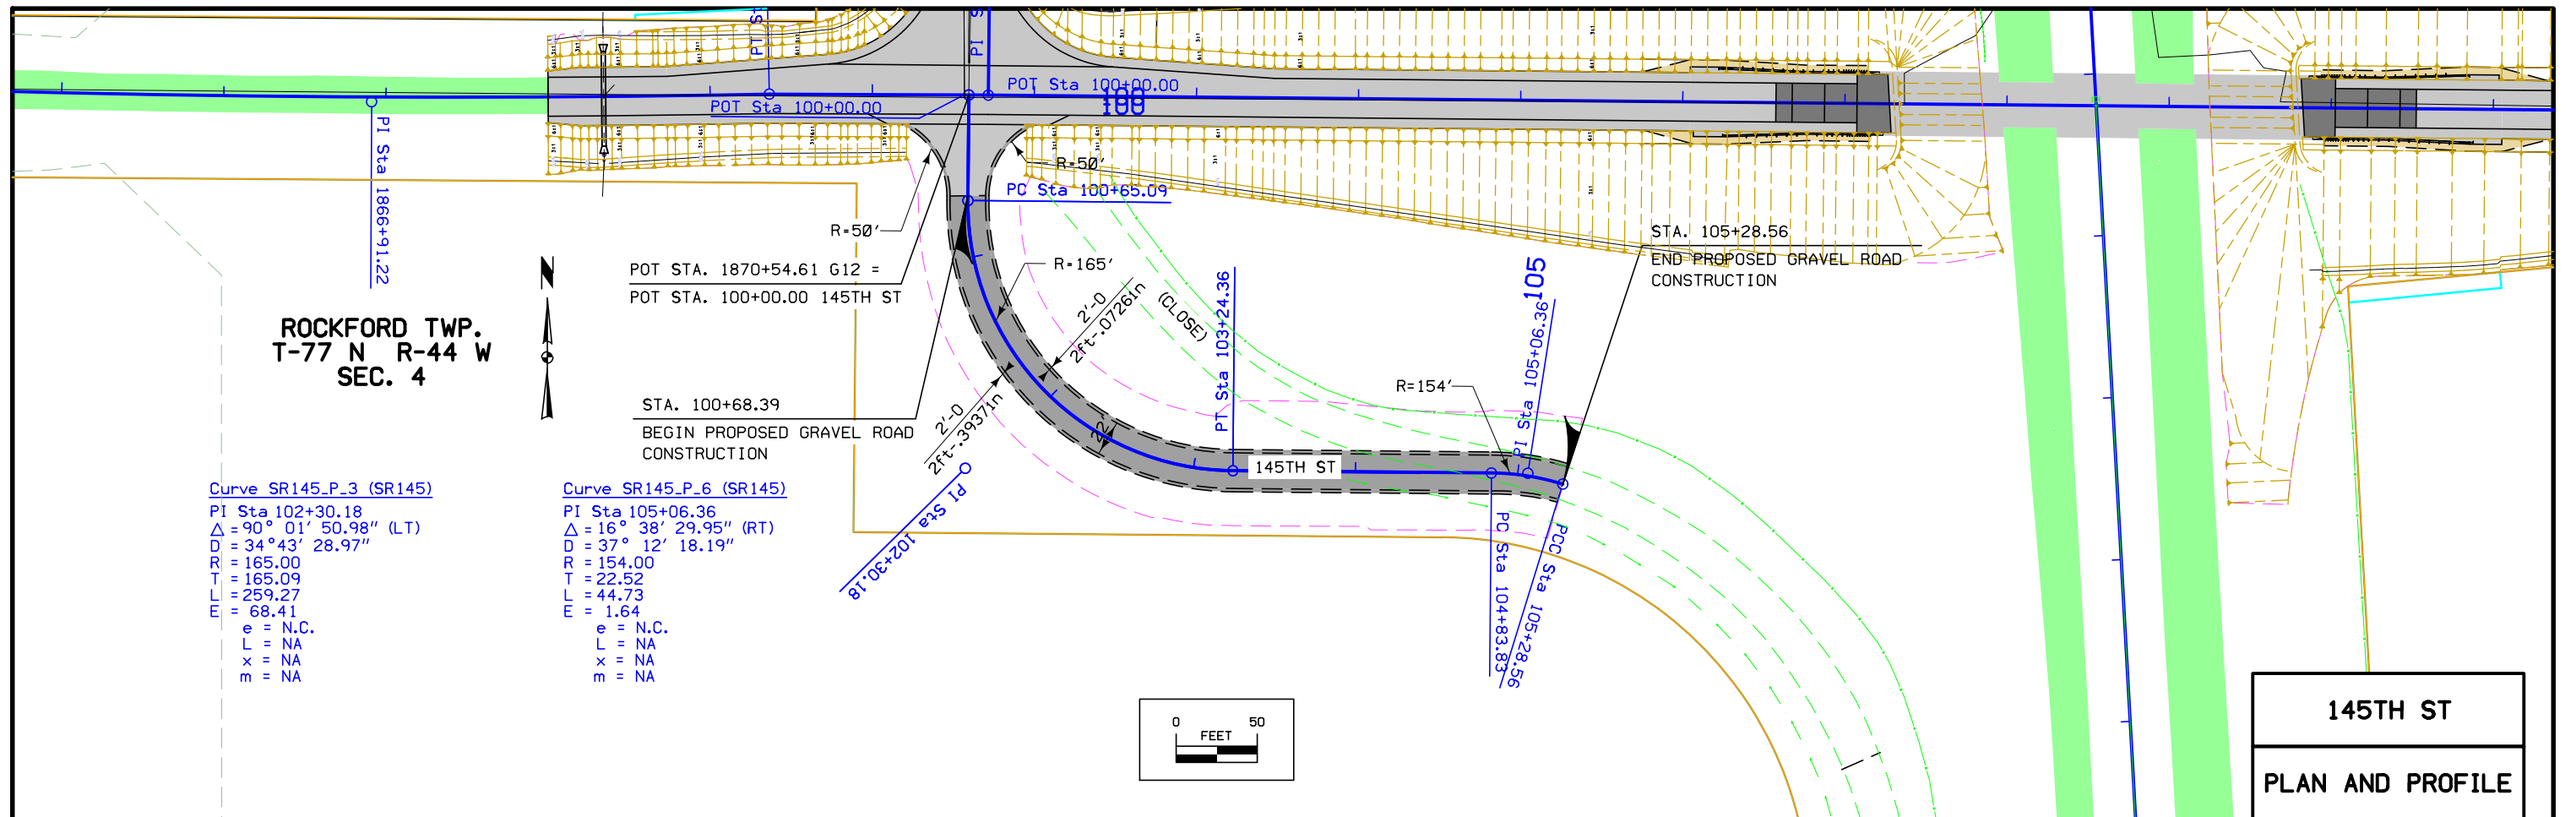 PT St
PI S
POT Sta 100+00.00
POT Sta 100+00.00
100
100
PI Sta 1866+91.22
R=50'
PC Sta 100+65.09
R=50'
R=165'
POT STA. 1870+54.61 G12 =
POT STA. 100+00.00 145TH ST
STA. 105+28.56
END PROPOSED GRAVEL ROAD
CONSTRUCTION
2'-0
2ft-.07261n
(CLOSE)
PT Sta 103+24.36
105
PI Sta 105+06.36
ROCKFORD TWP.
T-77 N R-44 W
SEC. 4
N
R=154'
STA. 100+68.39
BEGIN PROPOSED GRAVEL ROAD
CONSTRUCTION
2'-0
2ft-.39371n
22'
145TH ST
PI Sta 102+30.18
PC Sta 104+83.83
PCC Sta 105+28.56
Curve SR145_P_3 (SR145)
PI Sta 102+30.18
△ = 90° 01' 50.98" (LT)
D = 34°43' 28.97"
R = 165.00
T = 165.09
L = 259.27
E = 68.41
e = N.C.
L = NA
x = NA
m = NA
Curve SR145_P_6 (SR145)
PI Sta 105+06.36
△ = 16° 38' 29.95" (RT)
D = 37° 12' 18.19"
R = 154.00
T = 22.52
L = 44.73
E = 1.64
e = N.C.
L = NA
x = NA
m = NA
0 50
FEET
145TH ST
PLAN AND PROFILE